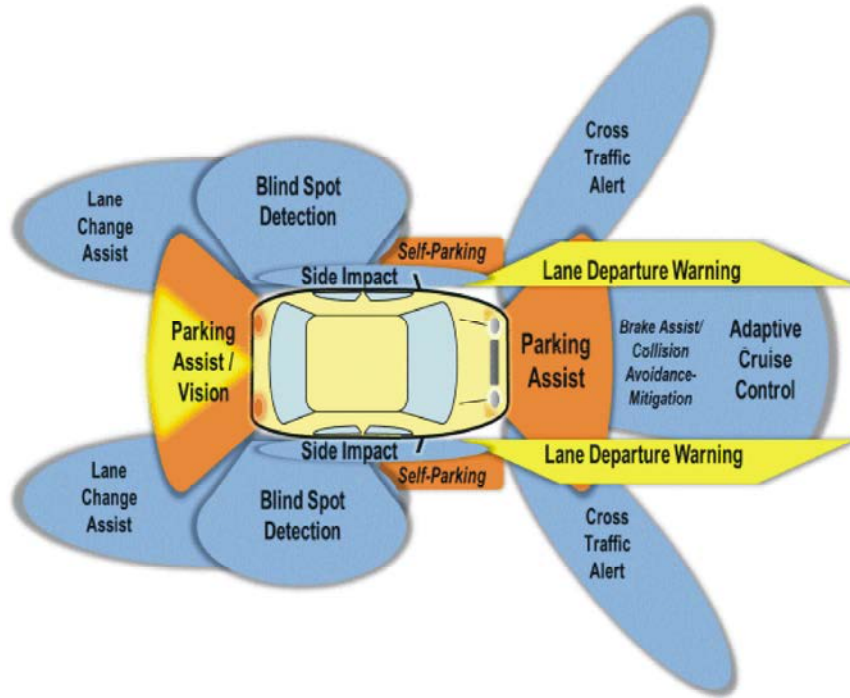 Cross
Traffic
Alert
Lane
Change
Assist
Blind Spot
Detection
Self-Parking
Side Impact
Lane Departure Warning
Parking
Assist /
Vision
Parking
Assist
Brake Assist/
Collision
Avoidance-
Mitigation
Adaptive
Cruise
Control
Side Impact
Self-Parking
Lane Departure Warning
Lane
Change
Assist
Blind Spot
Detection
Cross
Traffic
Alert